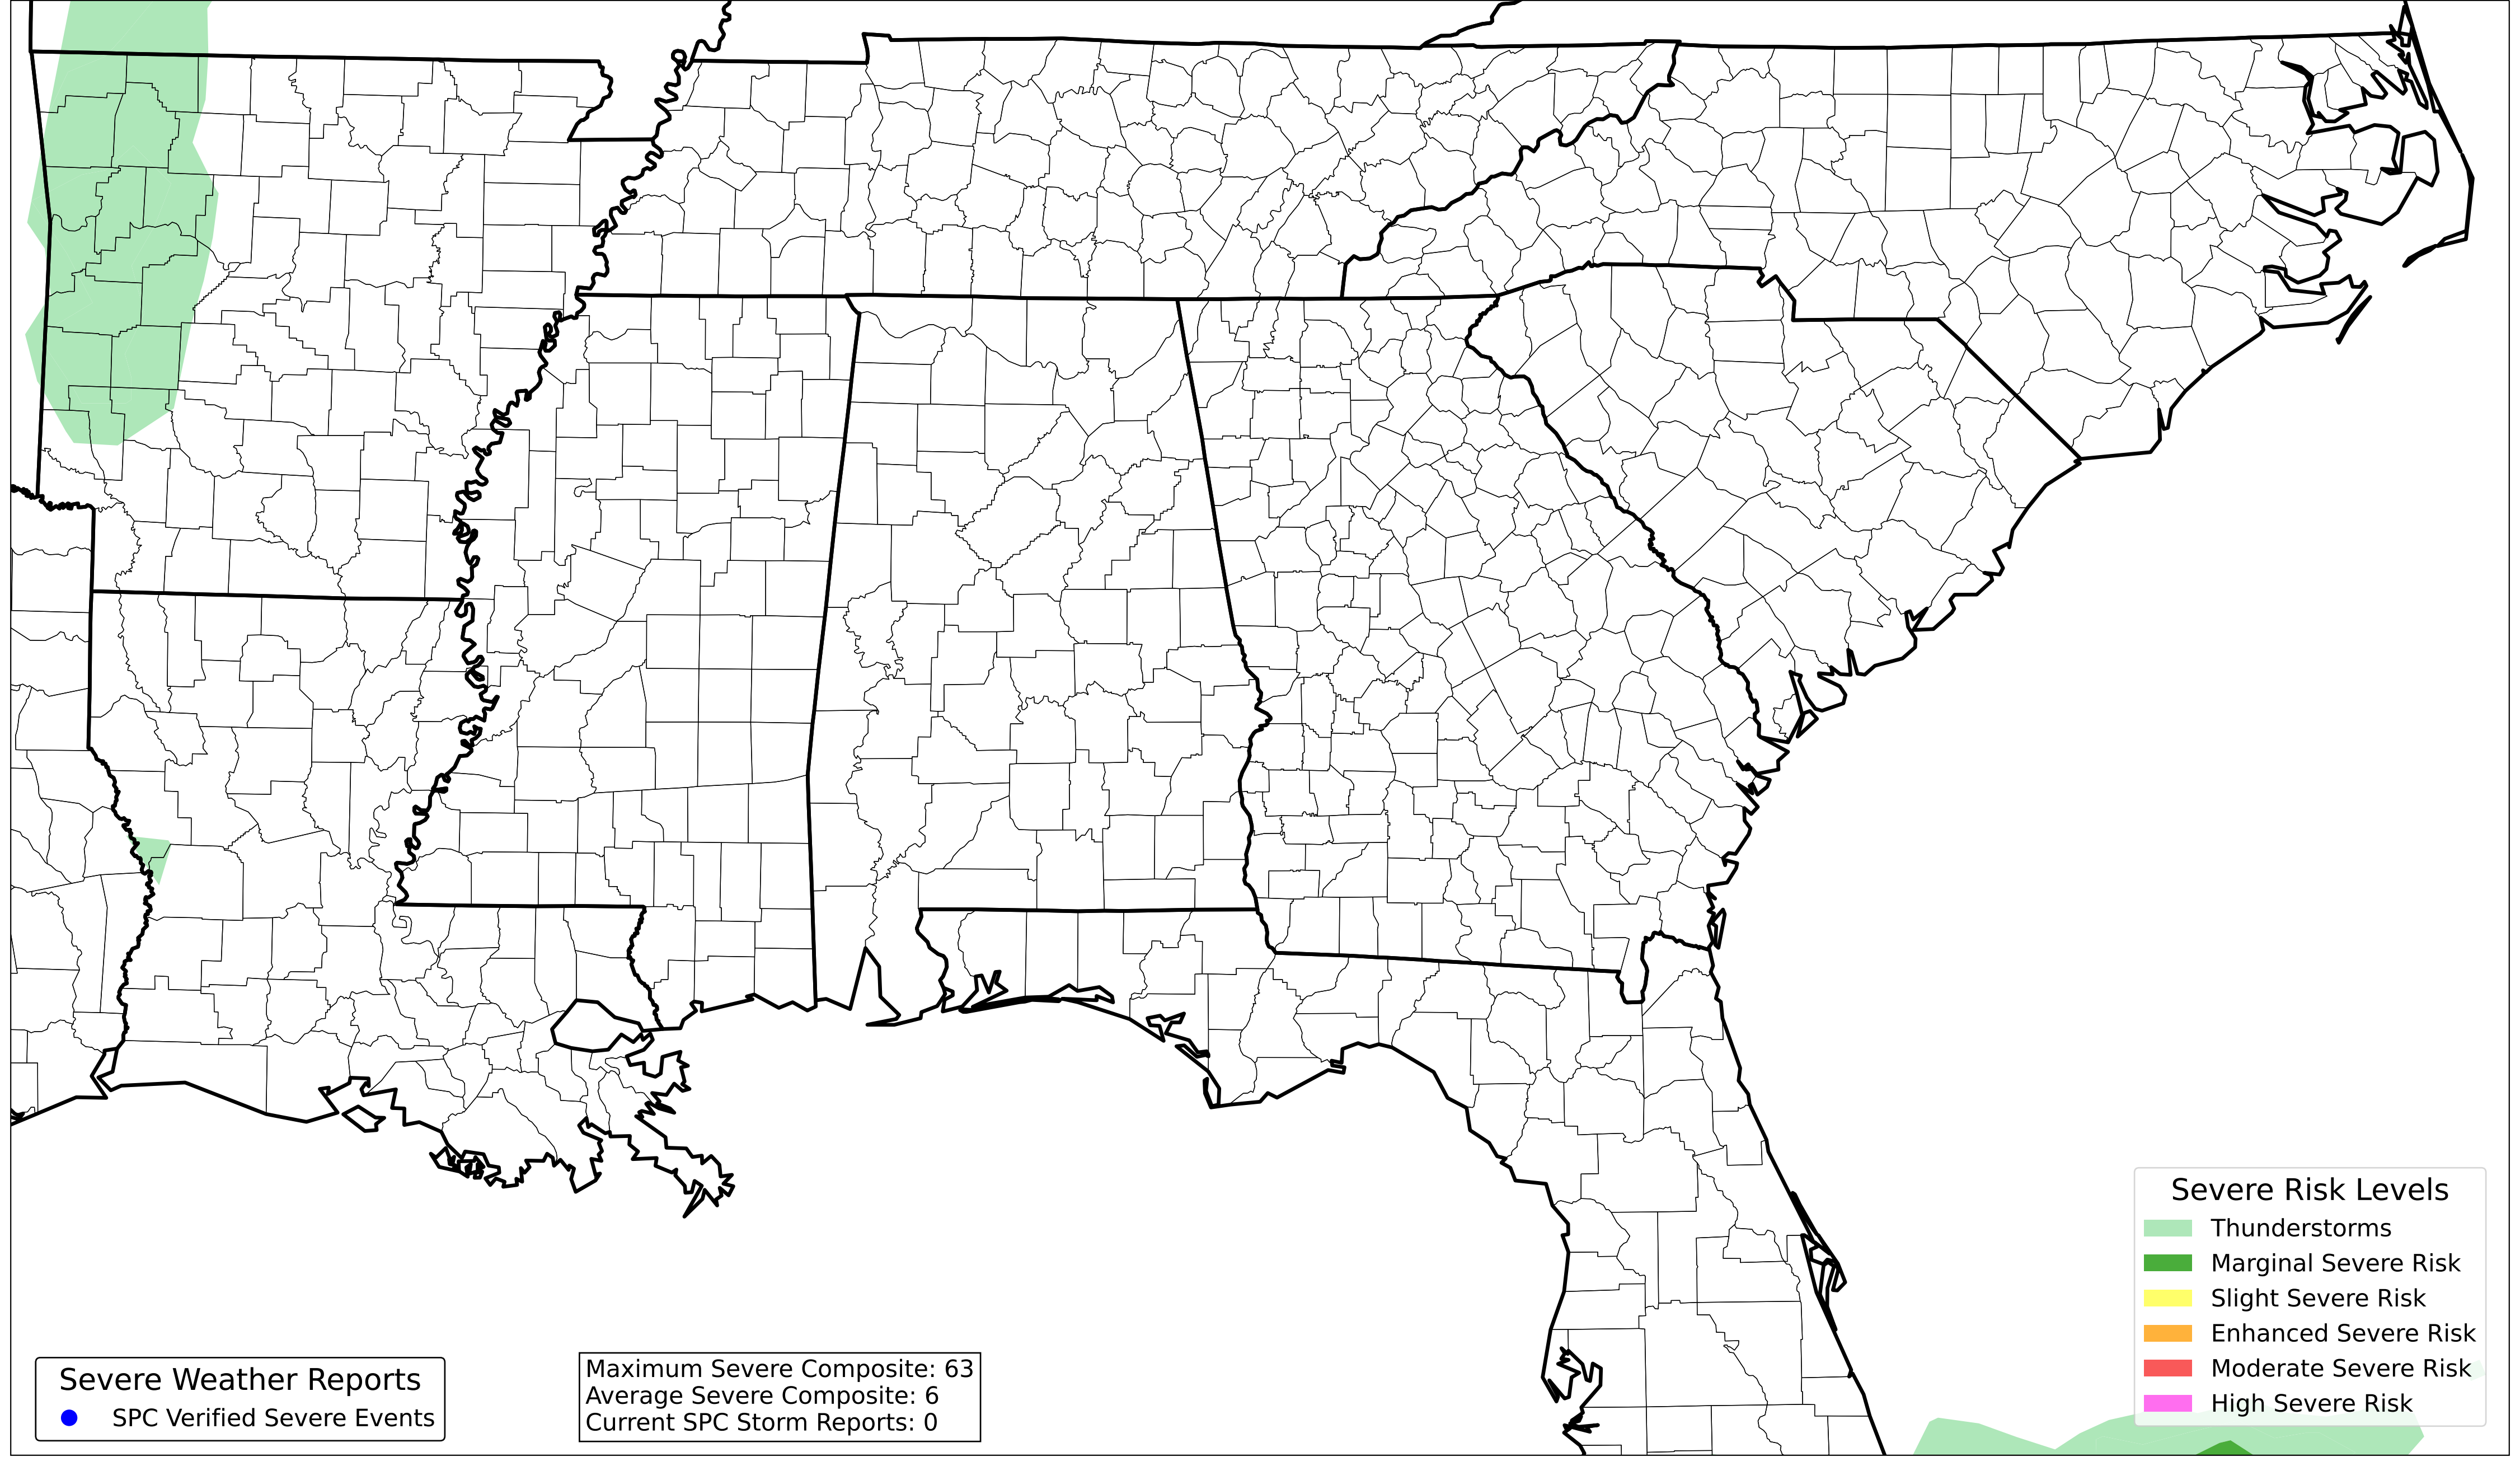 Severe Risk Levels
Thunderstorms
Marginal Severe Risk
Slight Severe Risk
Enhanced Severe Risk
Moderate Severe Risk
High Severe Risk
Severe Weather Reports
SPC Verified Severe Events
Maximum Severe Composite: 63
Average Severe Composite: 6
Current SPC Storm Reports: 0